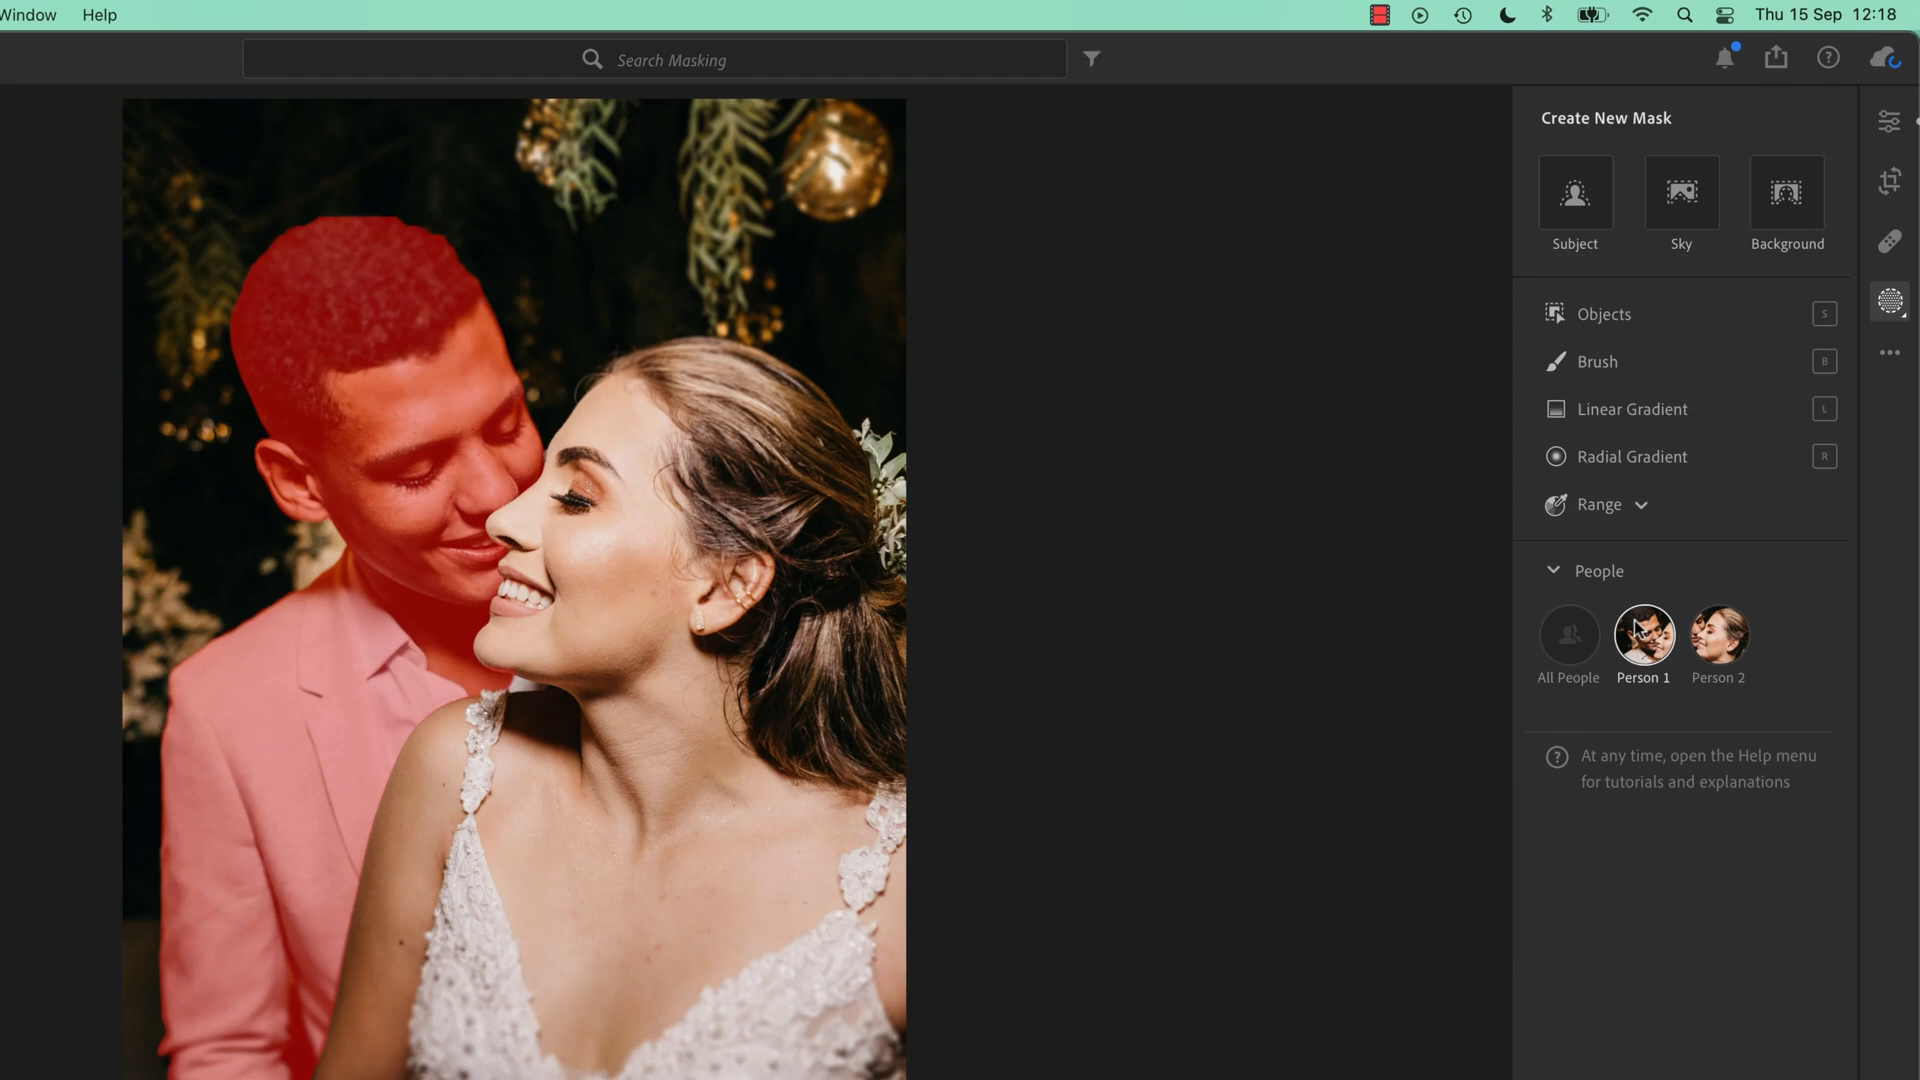 Window Help
Thu 15 Sep 12:18
Search Masking
Create New Mask
Subject Sky Background
Objects S
Brush B
Linear Gradient L
Radial Gradient R
Range
People
All People Person 1 Person 2
At any time, open the Help menu
for tutorials and explanations